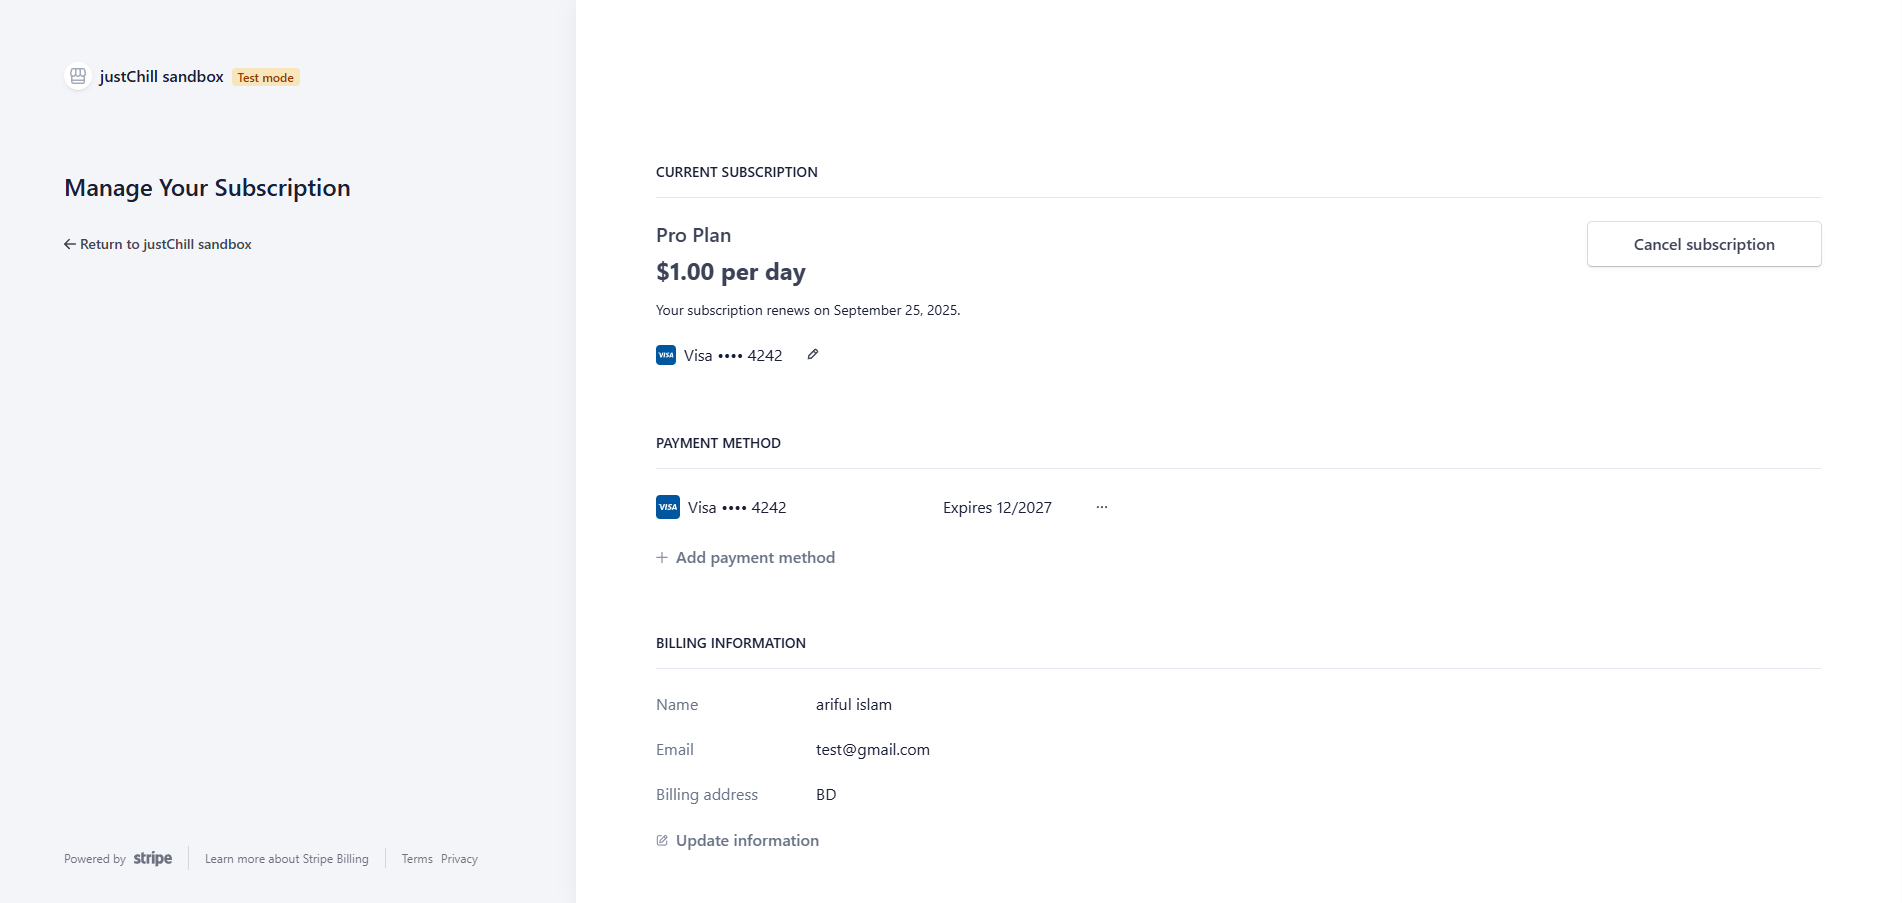 justChill sandbox Test mode
Manage Your Subscription
Return to justChill sandbox
Powered by stripe Learn more about Stripe Billing Terms Privacy
CURRENT SUBSCRIPTION
Pro Plan
Cancel subscription
$1.00 per day
Your subscription renews on September 25, 2025.
VISA Visa •••• 4242
PAYMENT METHOD
VISA Visa •••• 4242 Expires 12/2027 ···
+ Add payment method
BILLING INFORMATION
Name ariful islam
Email test@gmail.com
Billing address BD
Update information